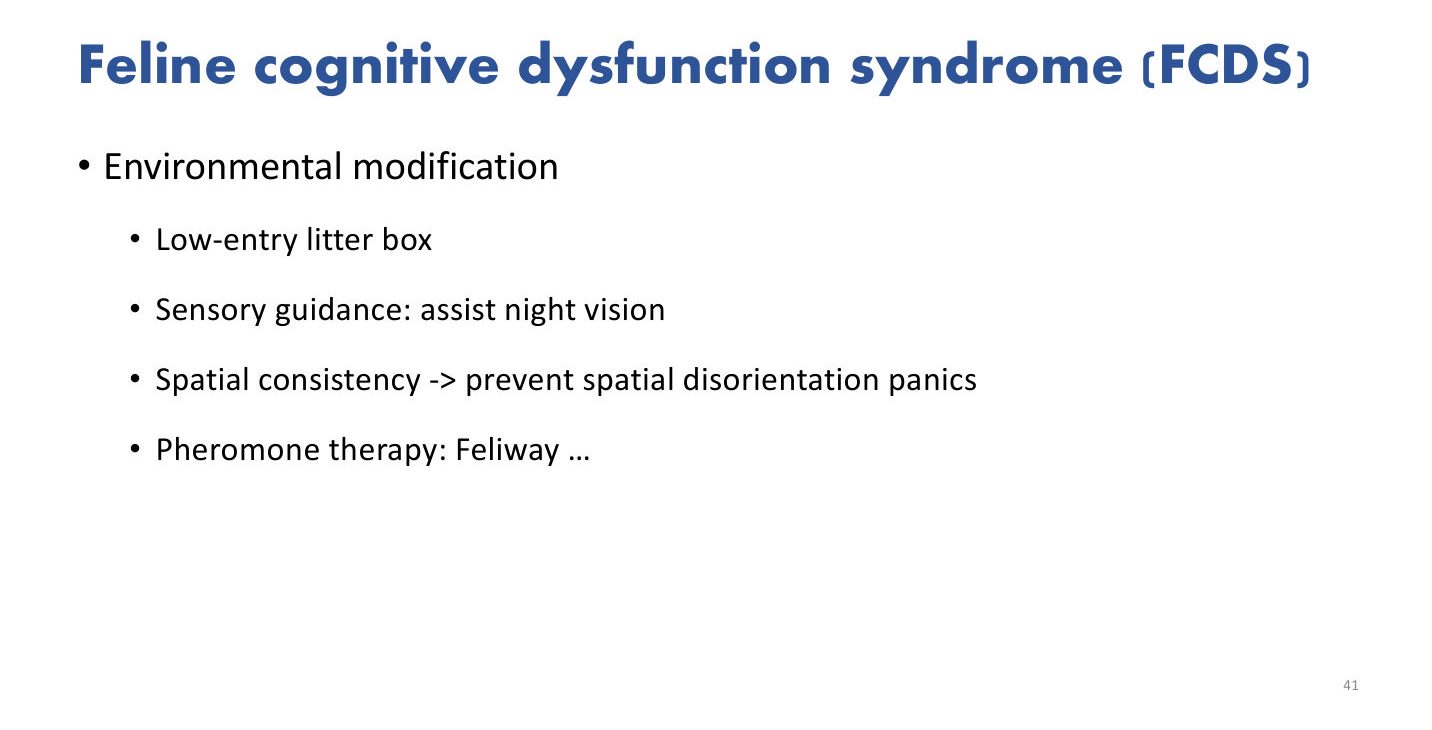 Feline cognitive dysfunction syndrome (FCDS)
• Environmental modification
• Low-entry litter box
• Sensory guidance: assist night vision
• Spatial consistency -> prevent spatial disorientation panics
• Pheromone therapy: Feliway …
41